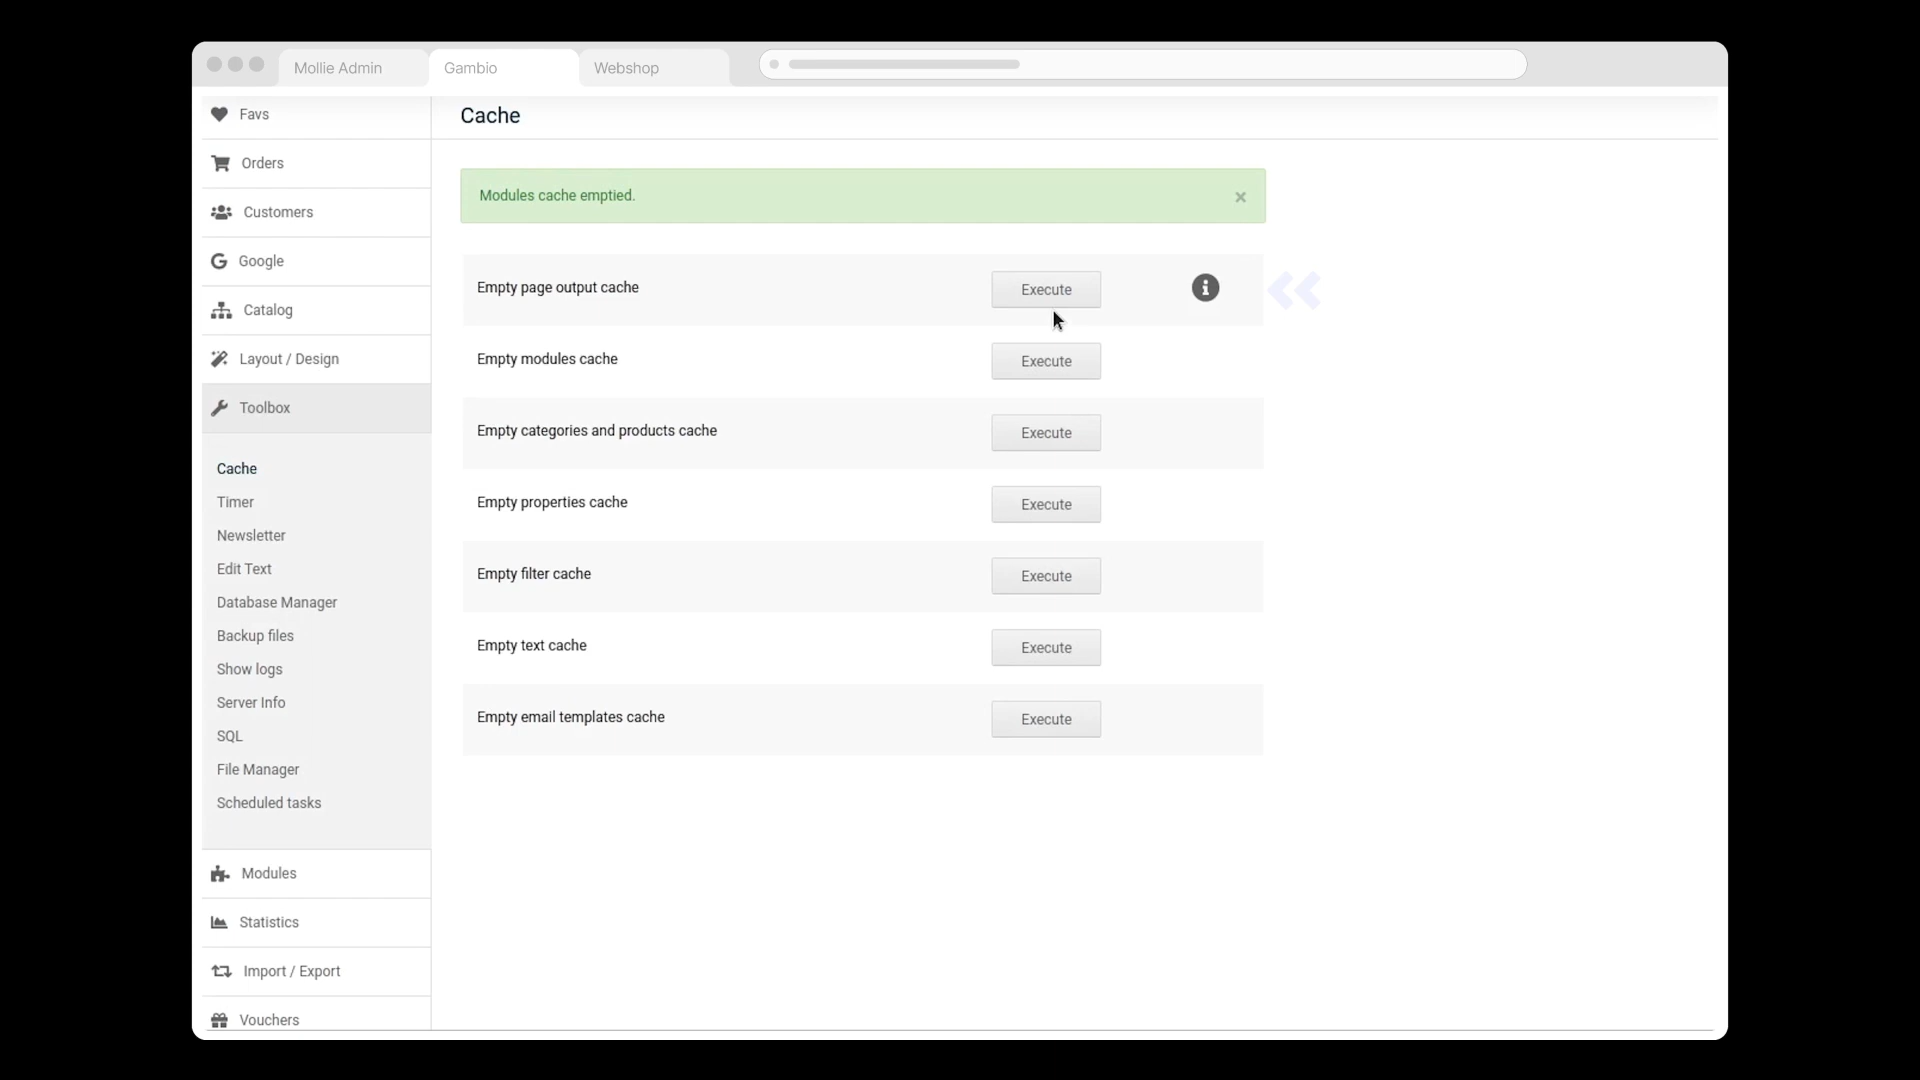 Mollie Admin
Gambio
Webshop
Favs
Orders
Customers
Google
Catalog
Layout / Design
Toolbox
Cache
Timer
Newsletter
Edit Text
Database Manager
Backup files
Show logs
Server Info
SQL
File Manager
Scheduled tasks
Modules
Statistics
Import / Export
Vouchers
Cache
Modules cache emptied.
Empty page output cache Execute
Empty modules cache Execute
Empty categories and products cache Execute
Empty properties cache Execute
Empty filter cache Execute
Empty text cache Execute
Empty email templates cache Execute